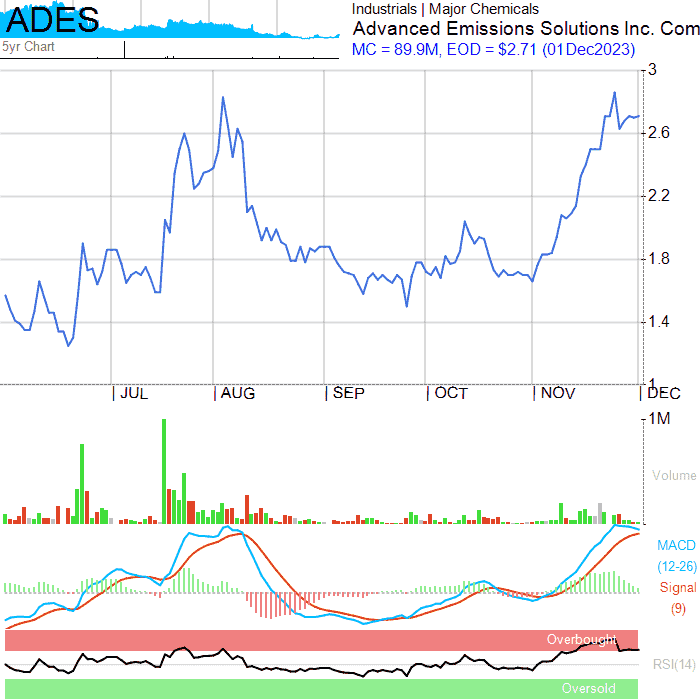 ADES
5yr Chart
Industrials | Major Chemicals
Advanced Emissions Solutions Inc. Com
MC = 89.9M, EOD = $2.71 (01Dec2023)
3
2.6
2.2
1.8
1.4
1
JUL AUG SEP OCT NOV DEC
1M
Volume
MACD
(12-26)
Signal
(9)
Overbought
RSI(14)
Oversold